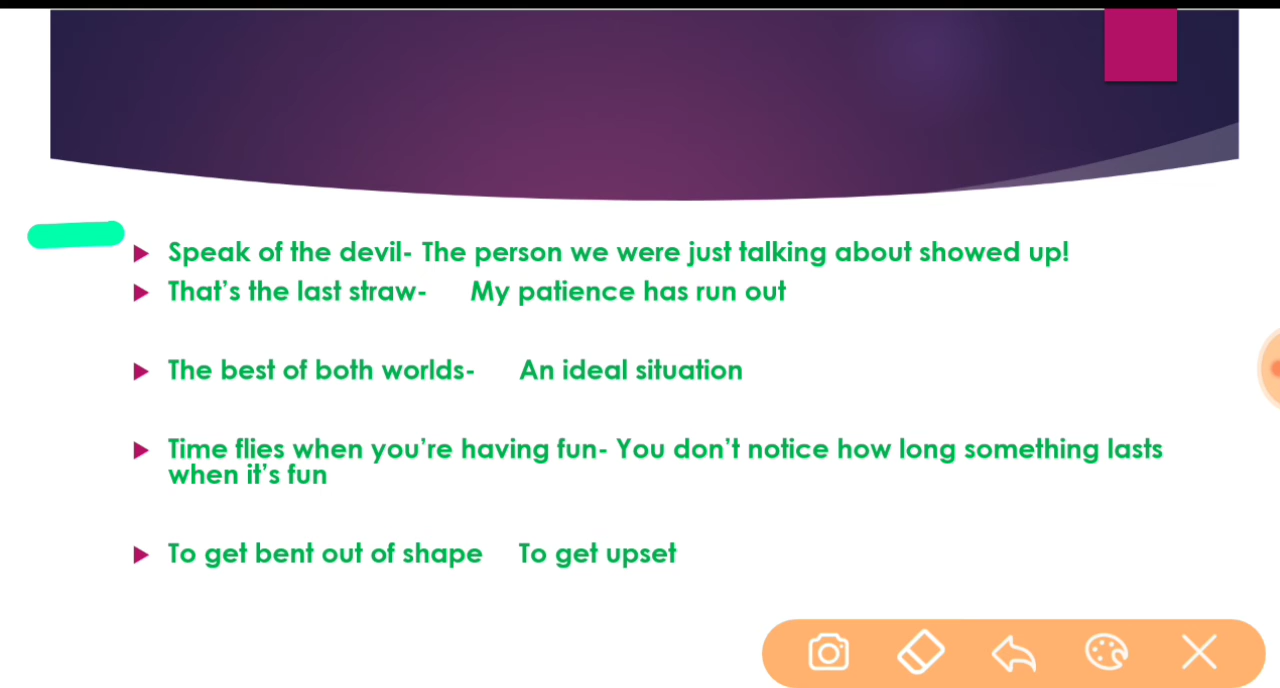 Speak of the devil- The person we were just talking about showed up!
That's the last straw- My patience has run out
The best of both worlds- An ideal situation
Time flies when you're having fun- You don't notice how long something lasts
when it's fun
To get bent out of shape To get upset